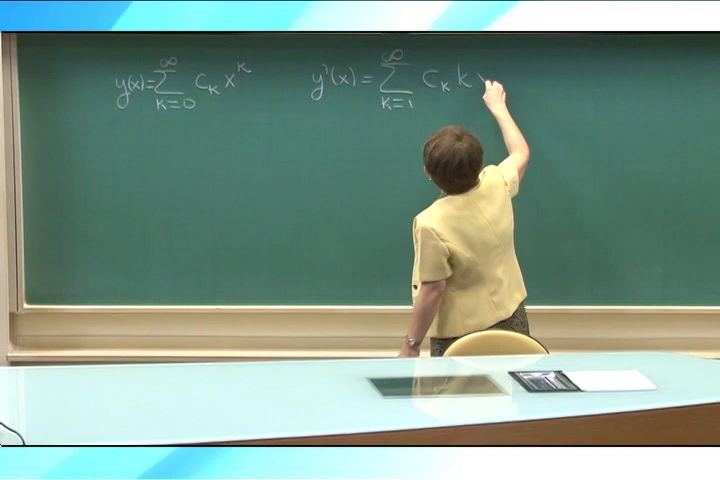 y(x)=∑_{k=0}^{∞} C_k x^k   y'(x)=∑_{k=1}^{∞} C_k k